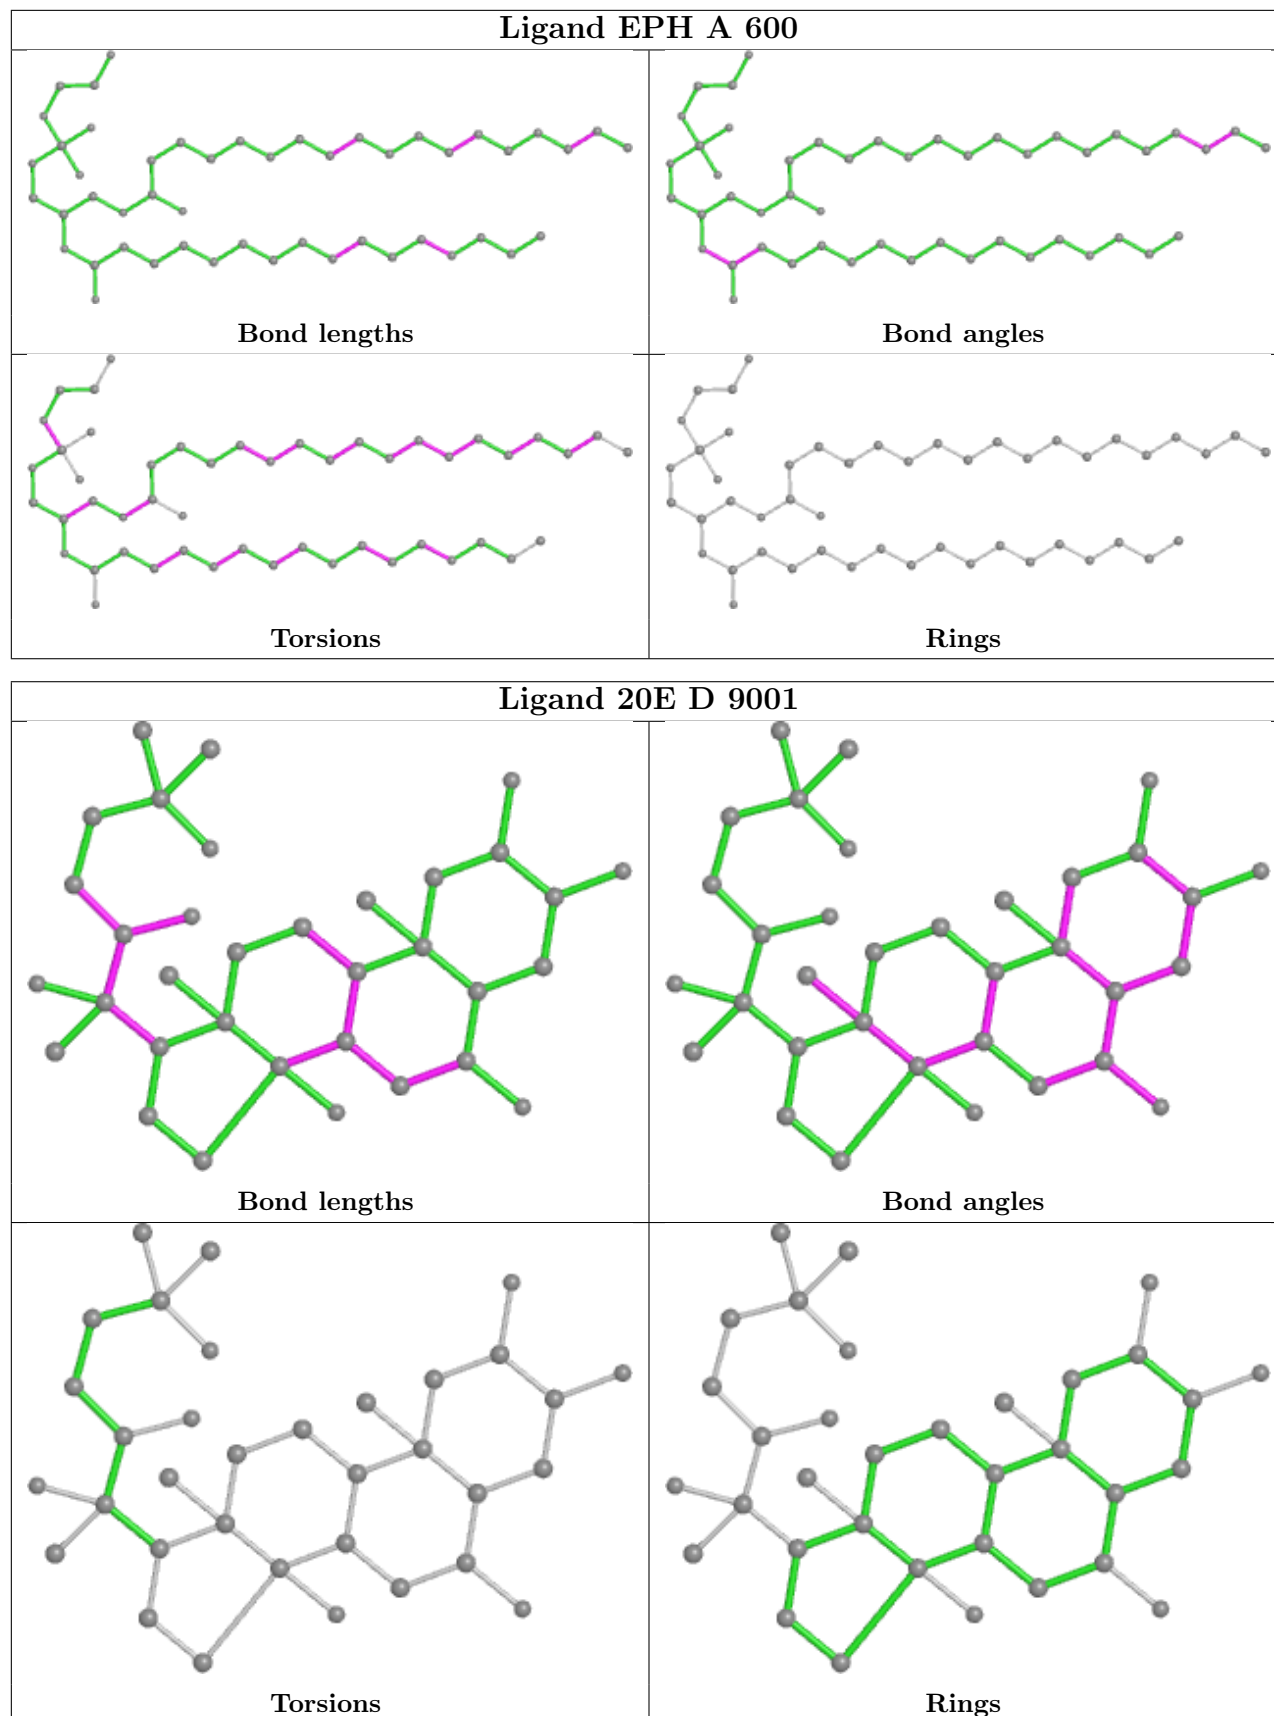 Ligand EPH A 600
Bond lengths
Bond angles
Torsions
Rings
Ligand 20E D 9001
Bond lengths
Bond angles
Torsions
Rings